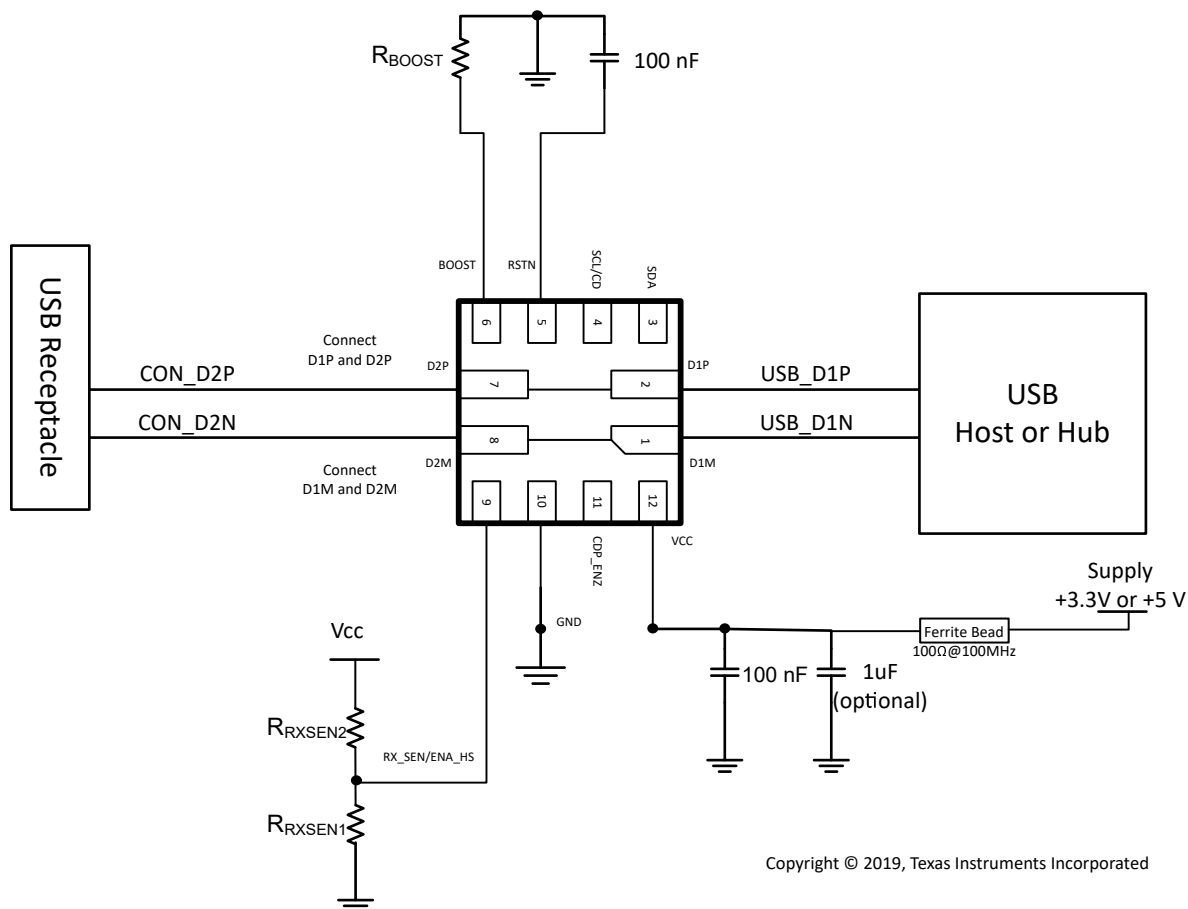 R_BOOST
100 nF
BOOST
RSTN
SCL/CD
SDA
6
5
4
3
USB Receptacle
Connect
D1P and D2P
CON_D2P
D2P
7
2
D1P
USB_D1P
USB
Host or Hub
CON_D2N
8
1
USB_D1N
D2M
D1M
Connect
D1M and D2M
9
10
11
12
CDP_ENZ
VCC
Supply
+3.3V or +5 V
GND
Ferrite Bead
100Ω@100MHz
Vcc
100 nF
1uF
(optional)
R_RXSEN2
RX_SEN/ENA_HS
R_RXSEN1
Copyright © 2019, Texas Instruments Incorporated